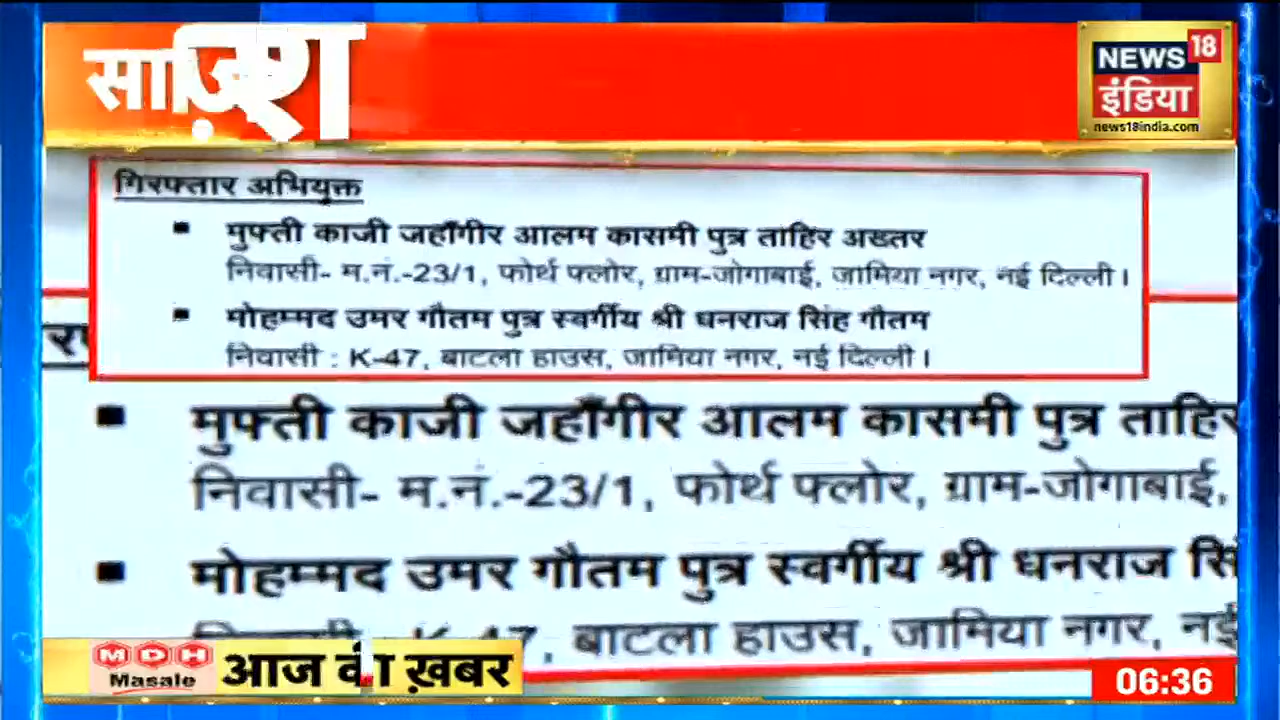 साज़िश
NEWS 18
इंडिया
news18india.com
गिरफ्तार अभियुक्त
▪ मुफ्ती काजी जहाँगीर आलम कासमी पुत्र ताहिर अख्तर
निवासी- म.नं.-23/1, फोर्थ फ्लोर, ग्राम-जोगाबाई, जामिया नगर, नई दिल्ली।
▪ मोहम्मद उमर गौतम पुत्र स्वर्गीय श्री धनराज सिंह गौतम
निवासी : K-47, बाटला हाउस, जामिया नगर, नई दिल्ली।
▪ मुफ्ती काजी जहाँगीर आलम कासमी पुत्र ताहिर
निवासी- म.नं.-23/1, फोर्थ फ्लोर, ग्राम-जोगाबाई,
▪ मोहम्मद उमर गौतम पुत्र स्वर्गीय श्री धनराज सि
K-47, बाटला हाउस, जामिया नगर, नई
MDH
Masale
आज की ख़बर
06:36